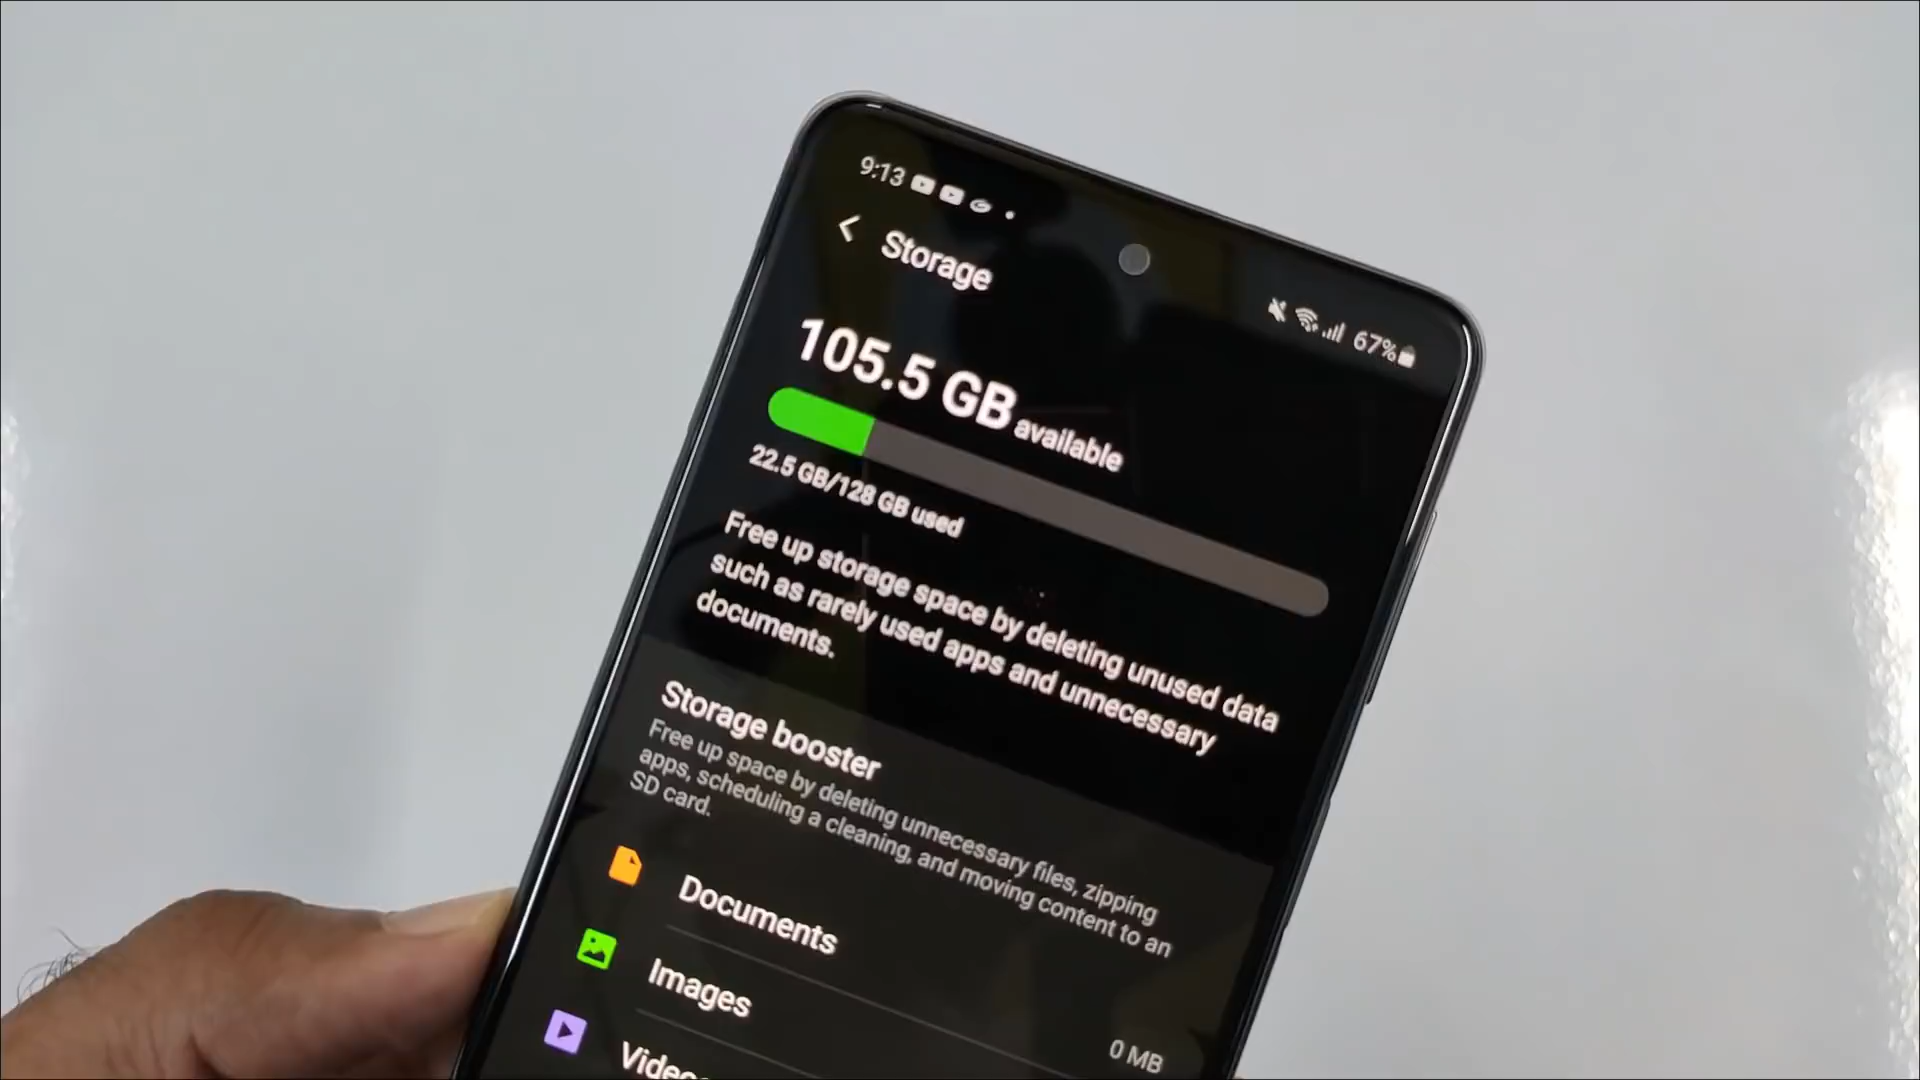 9:13
67%
Storage
105.5 GB available
22.5 GB/128 GB used
Free up storage space by deleting unused data
such as rarely used apps and unnecessary
documents.
Storage booster
Free up space by deleting unnecessary files, zipping
apps, scheduling a cleaning, and moving content to an
SD card.
Documents
0 MB
Images